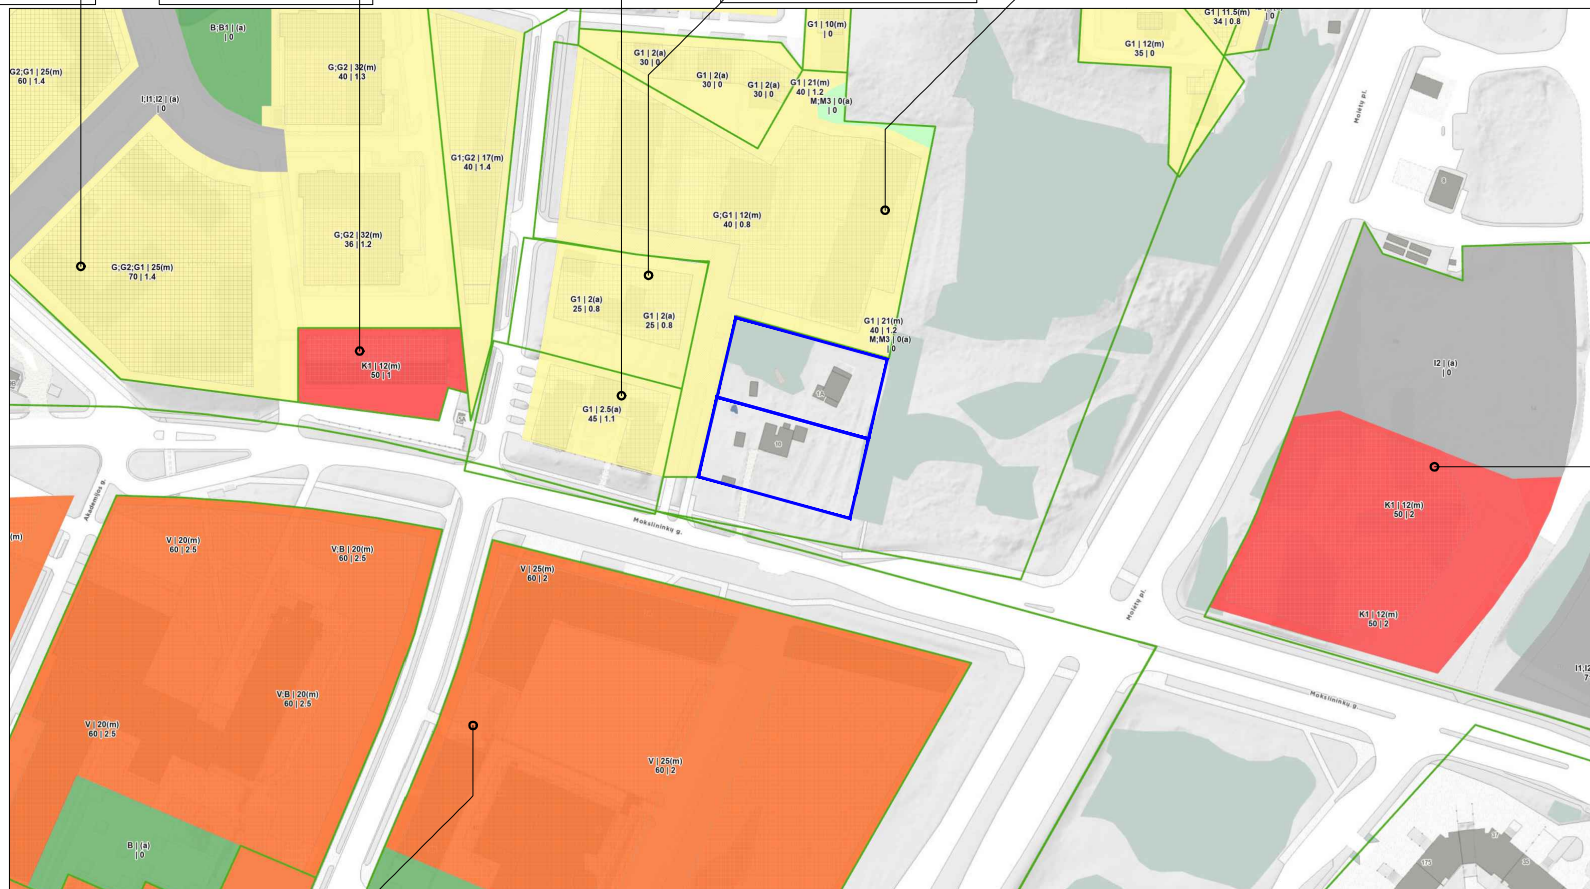 B;B1 | (a)
| 0
G1 | 10(m)
| 0
G1 | 11.5(m)
34 | 0.8
| 0
G1 | 12(m)
35 | 0
G2;G1 | 25(m)
60 | 1.4
G;G2 | 32(m)
40 | 1.3
I;I1;I2 | (a)
| 0
G1 | 2(a)
30 | 0
G1 | 2(a)
30 | 0
G1 | 2(a)
30 | 0
G1 | 21(m)
40 | 1.2
M;M3 | 0(a)
| 0
Molėtų pl.
G1;G2 | 17(m)
40 | 1.4
G;G1 | 12(m)
40 | 0.8
G;G2 | 32(m)
36 | 1.2
G;G2;G1 | 25(m)
70 | 1.4
G1 | 2(a)
25 | 0.8
G1 | 2(a)
25 | 0.8
G1 | 21(m)
40 | 1.2
M;M3 | 0(a)
| 0
K1 | 12(m)
50 | 1
I2 | (a)
| 0
G1 | 2.5(a)
45 | 1.1
10
Akademijos g.
Mokslininkų g.
K1 | 12(m)
50 | 2
(m)
V | 20(m)
60 | 2.5
V;B | 20(m)
60 | 2.5
V | 25(m)
60 | 2
Molėtų pl.
K1 | 12(m)
50 | 2
I1;I2
7
V;B | 20(m)
60 | 2.5
V | 20(m)
60 | 2.5
Mokslininkų g.
V | 25(m)
60 | 2
B | (a)
| 0